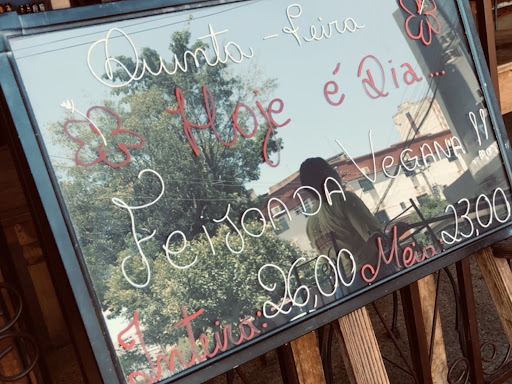 Quinta-Feira
Hoje é Dia...
FEIJOADA VEGANA!!
Inteira: 26,00 Meia: 23,00